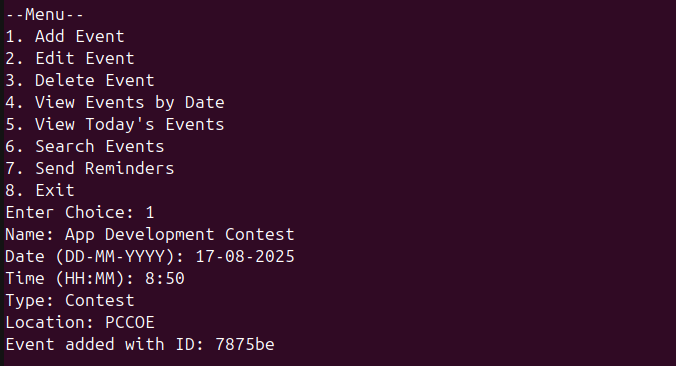 --Menu--
1. Add Event
2. Edit Event
3. Delete Event
4. View Events by Date
5. View Today's Events
6. Search Events
7. Send Reminders
8. Exit
Enter Choice: 1
Name: App Development Contest
Date (DD-MM-YYYY): 17-08-2025
Time (HH:MM): 8:50
Type: Contest
Location: PCCOE
Event added with ID: 7875be